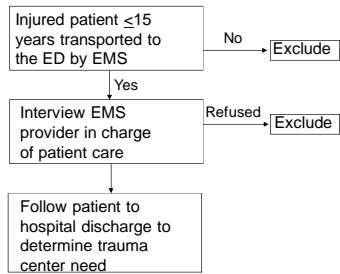 Injured patient ≤15
years transported to
the ED by EMS
No
Exclude
Yes
Interview EMS
provider in charge
of patient care
Refused
Exclude
Follow patient to
hospital discharge to
determine trauma
center need